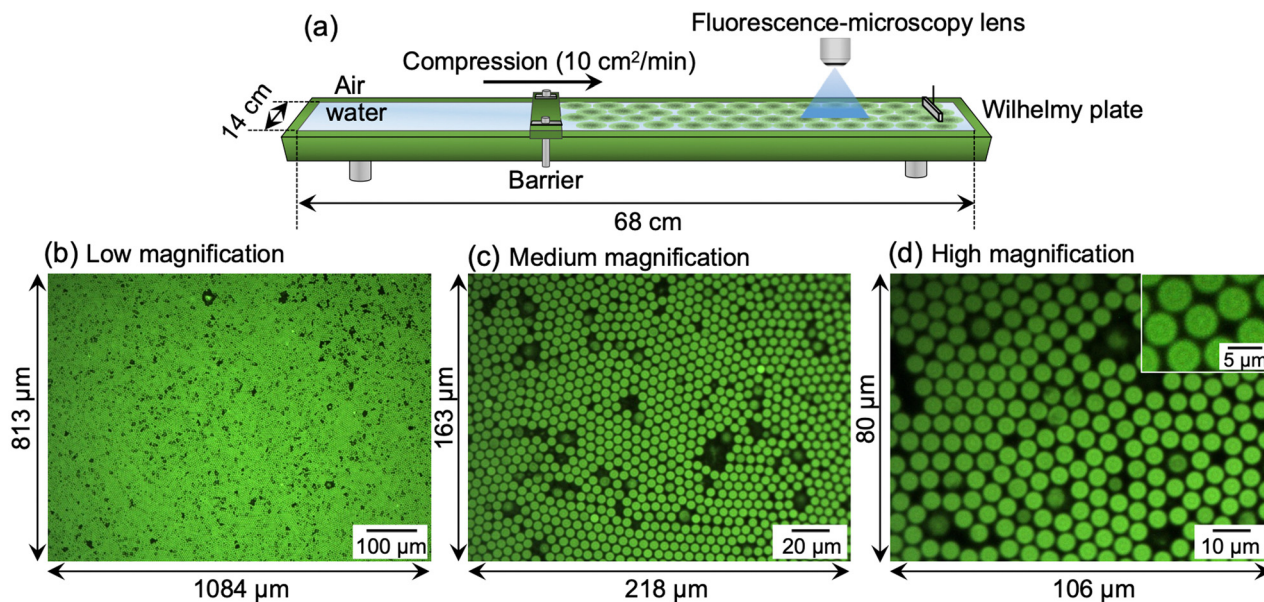 (a)
Fluorescence-microscopy lens
Compression (10 cm²/min)
Air
water
14 cm
Wilhelmy plate
Barrier
68 cm
(b) Low magnification
(c) Medium magnification
(d) High magnification
813 µm
163 µm
80 µm
5 µm
100 µm
20 µm
10 µm
1084 µm
218 µm
106 µm